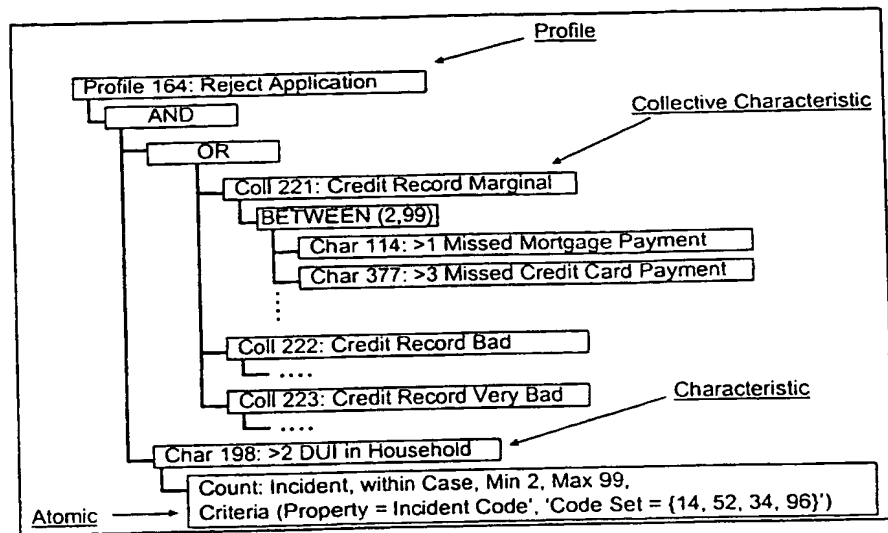 Profile
Profile 164: Reject Application
AND
Collective Characteristic
OR
Coll 221: Credit Record Marginal
BETWEEN (2,99)
Char 114: >1 Missed Mortgage Payment
Char 377: >3 Missed Credit Card Payment
Coll 222: Credit Record Bad
....
Coll 223: Credit Record Very Bad
....
Characteristic
Char 198: >2 DUI in Household
Count: Incident, within Case, Min 2, Max 99,
Criteria (Property = Incident Code', 'Code Set = {14, 52, 34, 96}')
Atomic